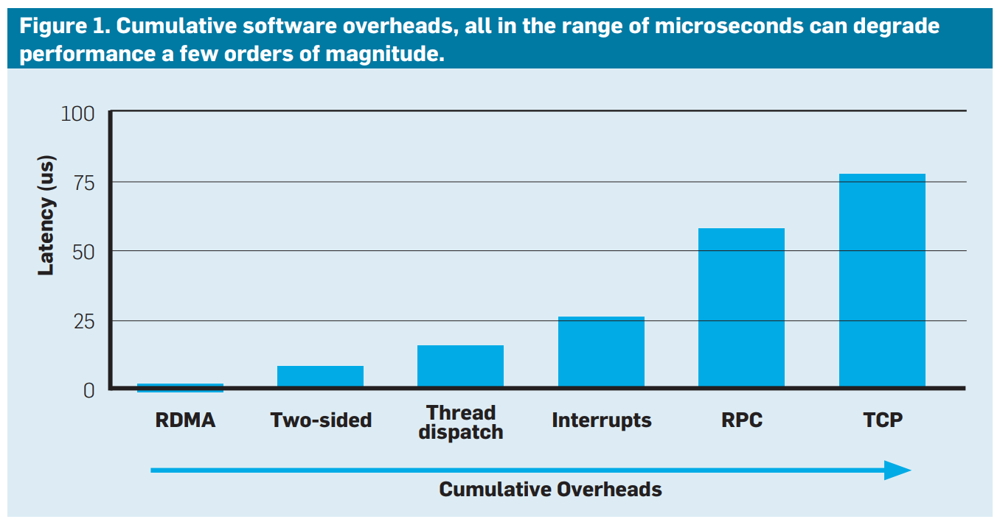 Figure 1. Cumulative software overheads, all in the range of microseconds can degrade
performance a few orders of magnitude.
100
75
50
25
0
Latency (us)
RDMA
Two-sided
Thread
dispatch
Interrupts
RPC
TCP
Cumulative Overheads